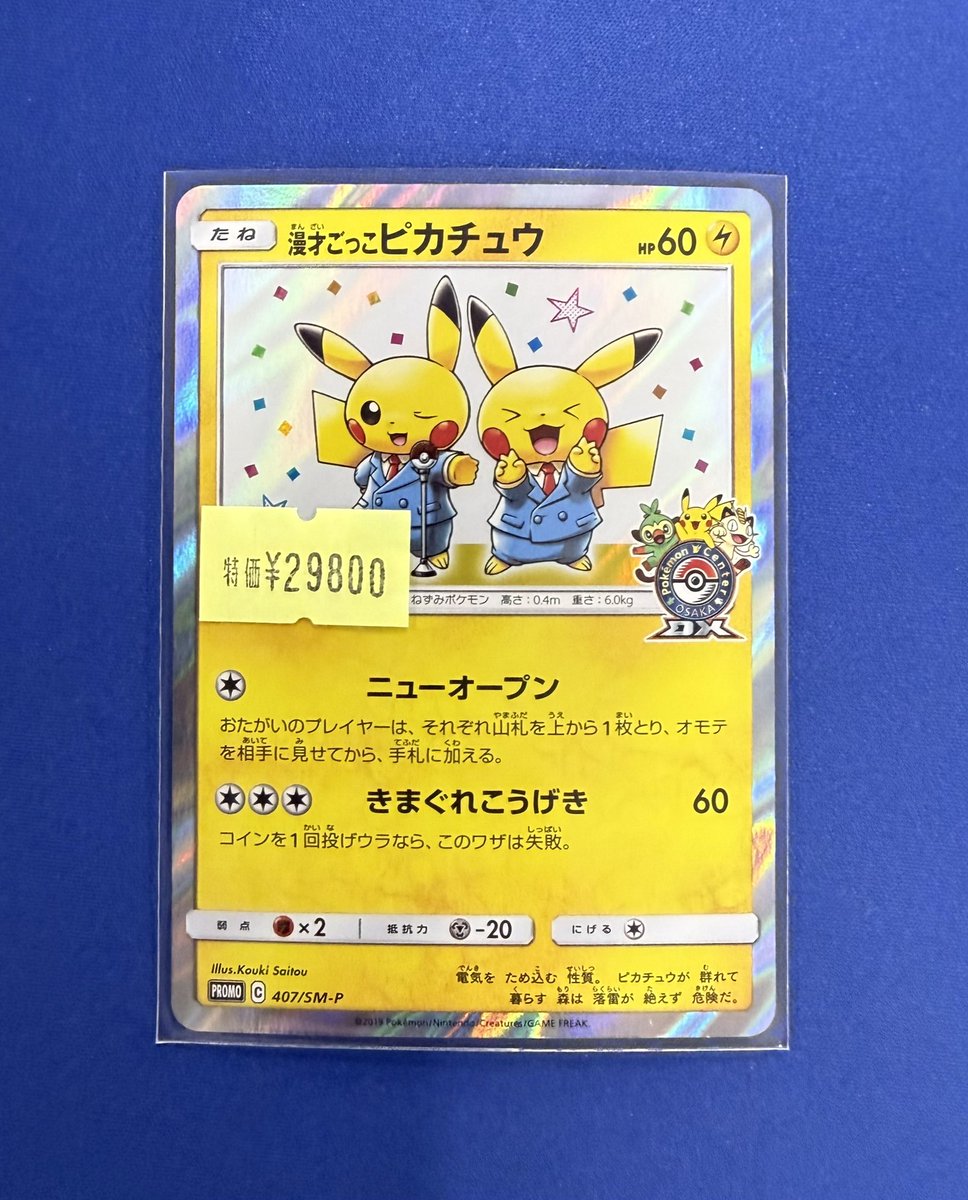 たね 漫才ごっこピカチュウ HP60
まんざい
Pokémon Center
OSAKA
DX
特価¥29800
ねずみポケモン 高さ:0.4m 重さ:6.0kg
ニューオープン
おたがいのプレイヤーは、それぞれ山札を上から1枚とり、オモテ
を相手に見せてから、手札に加える。
きまぐれこうげき 60
コインを1回投げウラなら、このワザは失敗。
弱点 ×2 抵抗力 -20 にげる
Illus.Kouki Saitou
電気を ためこむ 性質。 ピカチュウが 群れて
暮らす 森は 落雷が 絶えず 危険だ。
PROMO C 407/SM-P
©2019 Pokémon/Nintendo/Creatures/GAME FREAK.